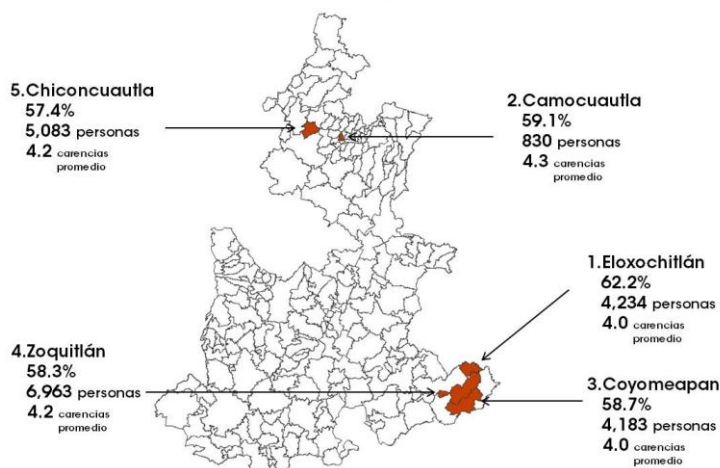 5.Chiconcuautla
57.4%
5,083 personas
4.2 carencias
promedio
2.Camocuautla
59.1%
830 personas
4.3 carencias
promedio
1.Eloxochitlán
62.2%
4,234 personas
4.0 carencias
promedio
4.Zoquitlán
58.3%
6,963 personas
4.2 carencias
promedio
3.Coyomeapan
58.7%
4,183 personas
4.0 carencias
promedio